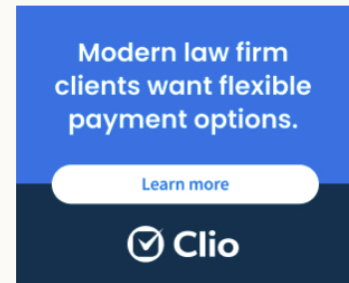 Modern law firm
clients want flexible
payment options.
Learn more
Clio